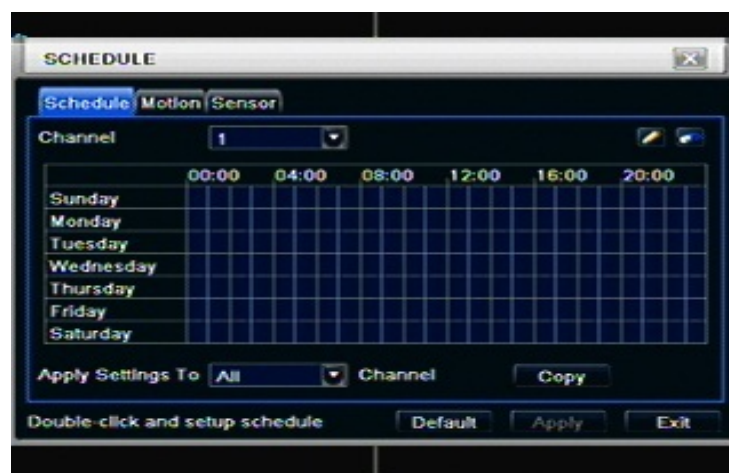 SCHEDULE
Schedule Motion Sensor
Channel 1
00:00 04:00 08:00 12:00 16:00 20:00
Sunday
Monday
Tuesday
Wednesday
Thursday
Friday
Saturday
Apply Settings To All Channel Copy
Double-click and setup schedule Default Apply Exit